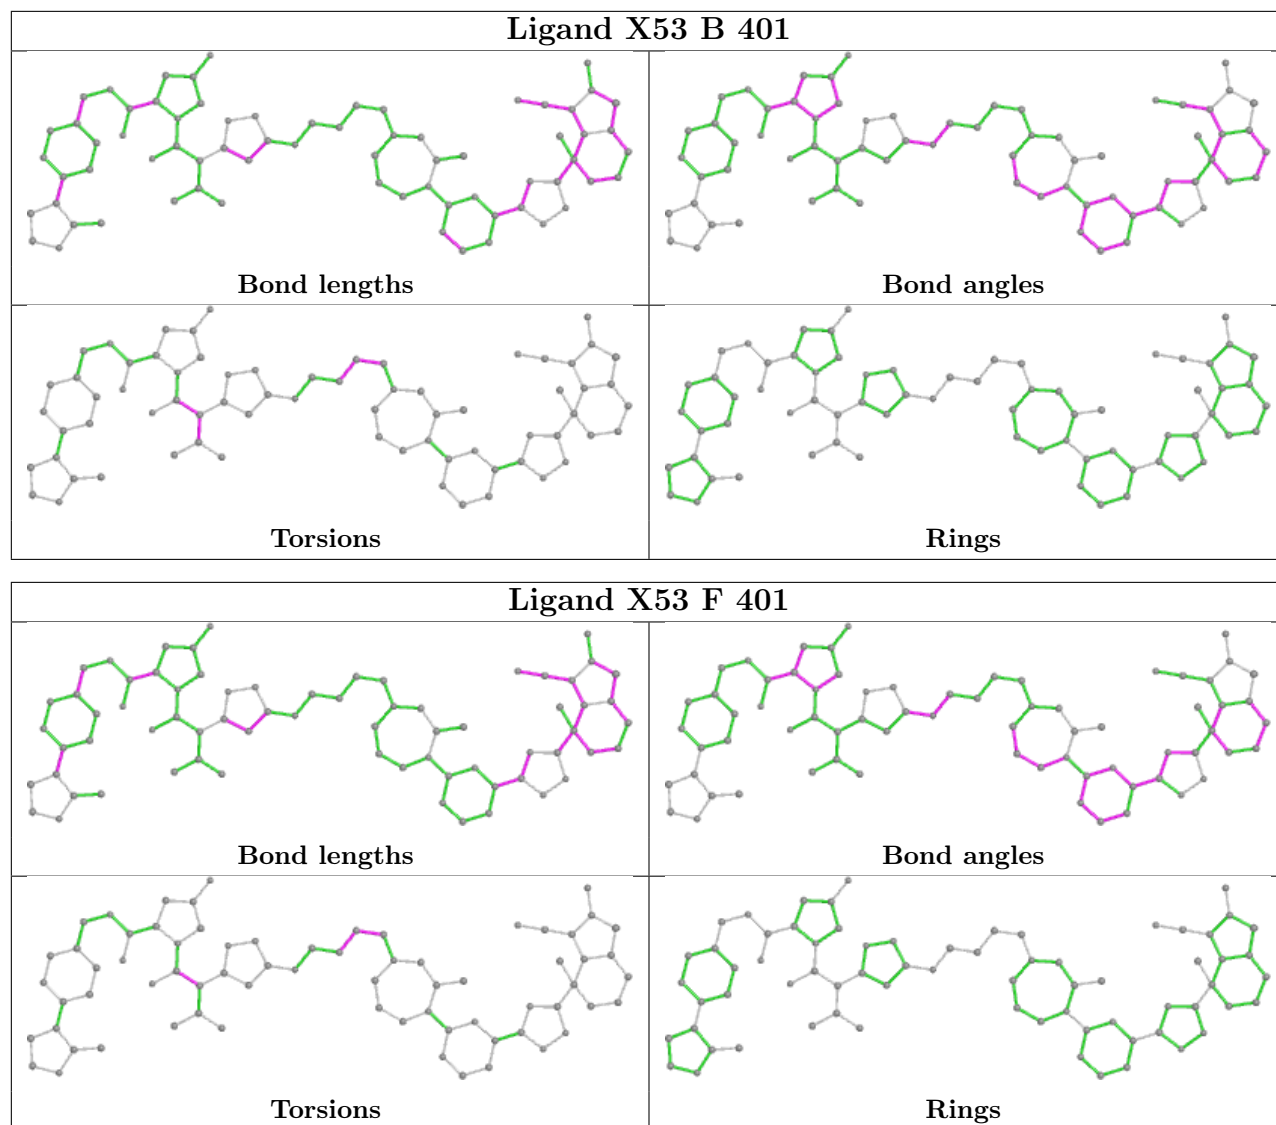 Ligand X53 B 401
Bond lengths
Bond angles
Torsions
Rings
Ligand X53 F 401
Bond lengths
Bond angles
Torsions
Rings